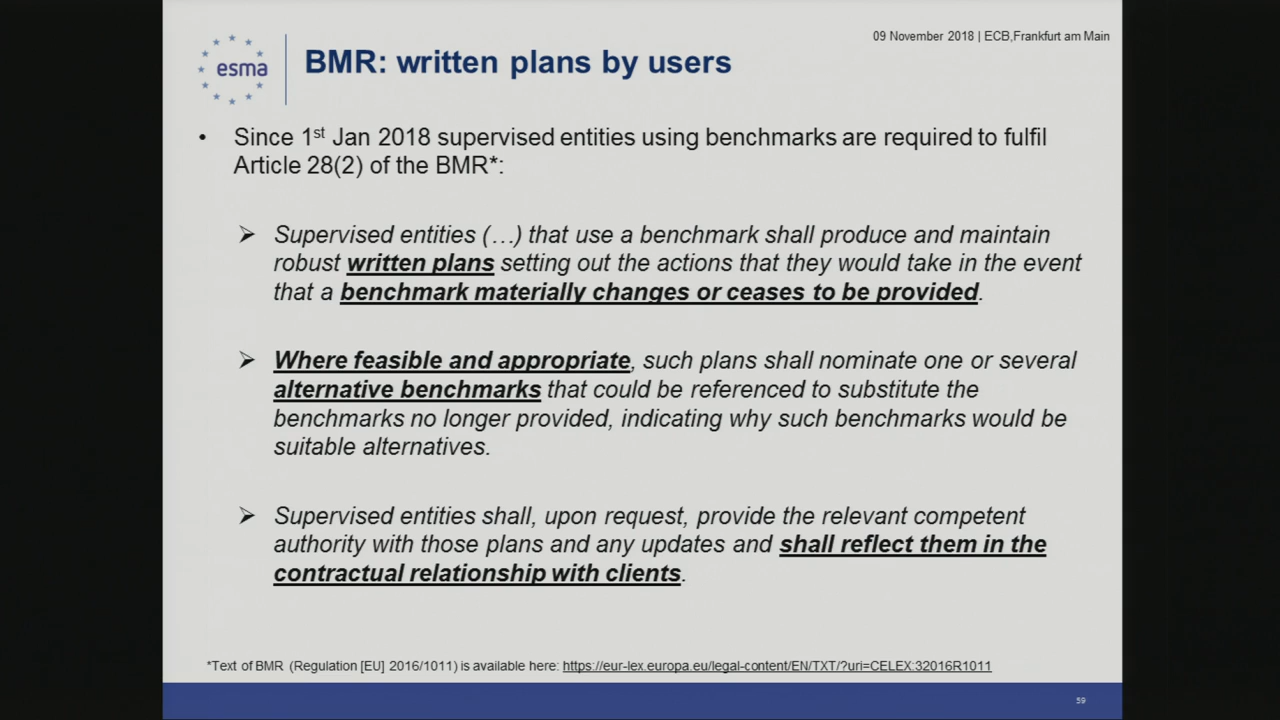 09 November 2018 | ECB,Frankfurt am Main
esma
BMR: written plans by users
• Since 1st Jan 2018 supervised entities using benchmarks are required to fulfil
Article 28(2) of the BMR*:
➢ Supervised entities (…) that use a benchmark shall produce and maintain
robust written plans setting out the actions that they would take in the event
that a benchmark materially changes or ceases to be provided.
➢ Where feasible and appropriate, such plans shall nominate one or several
alternative benchmarks that could be referenced to substitute the
benchmarks no longer provided, indicating why such benchmarks would be
suitable alternatives.
➢ Supervised entities shall, upon request, provide the relevant competent
authority with those plans and any updates and shall reflect them in the
contractual relationship with clients.
*Text of BMR (Regulation [EU] 2016/1011) is available here: https://eur-lex.europa.eu/legal-content/EN/TXT/?uri=CELEX:32016R1011
59